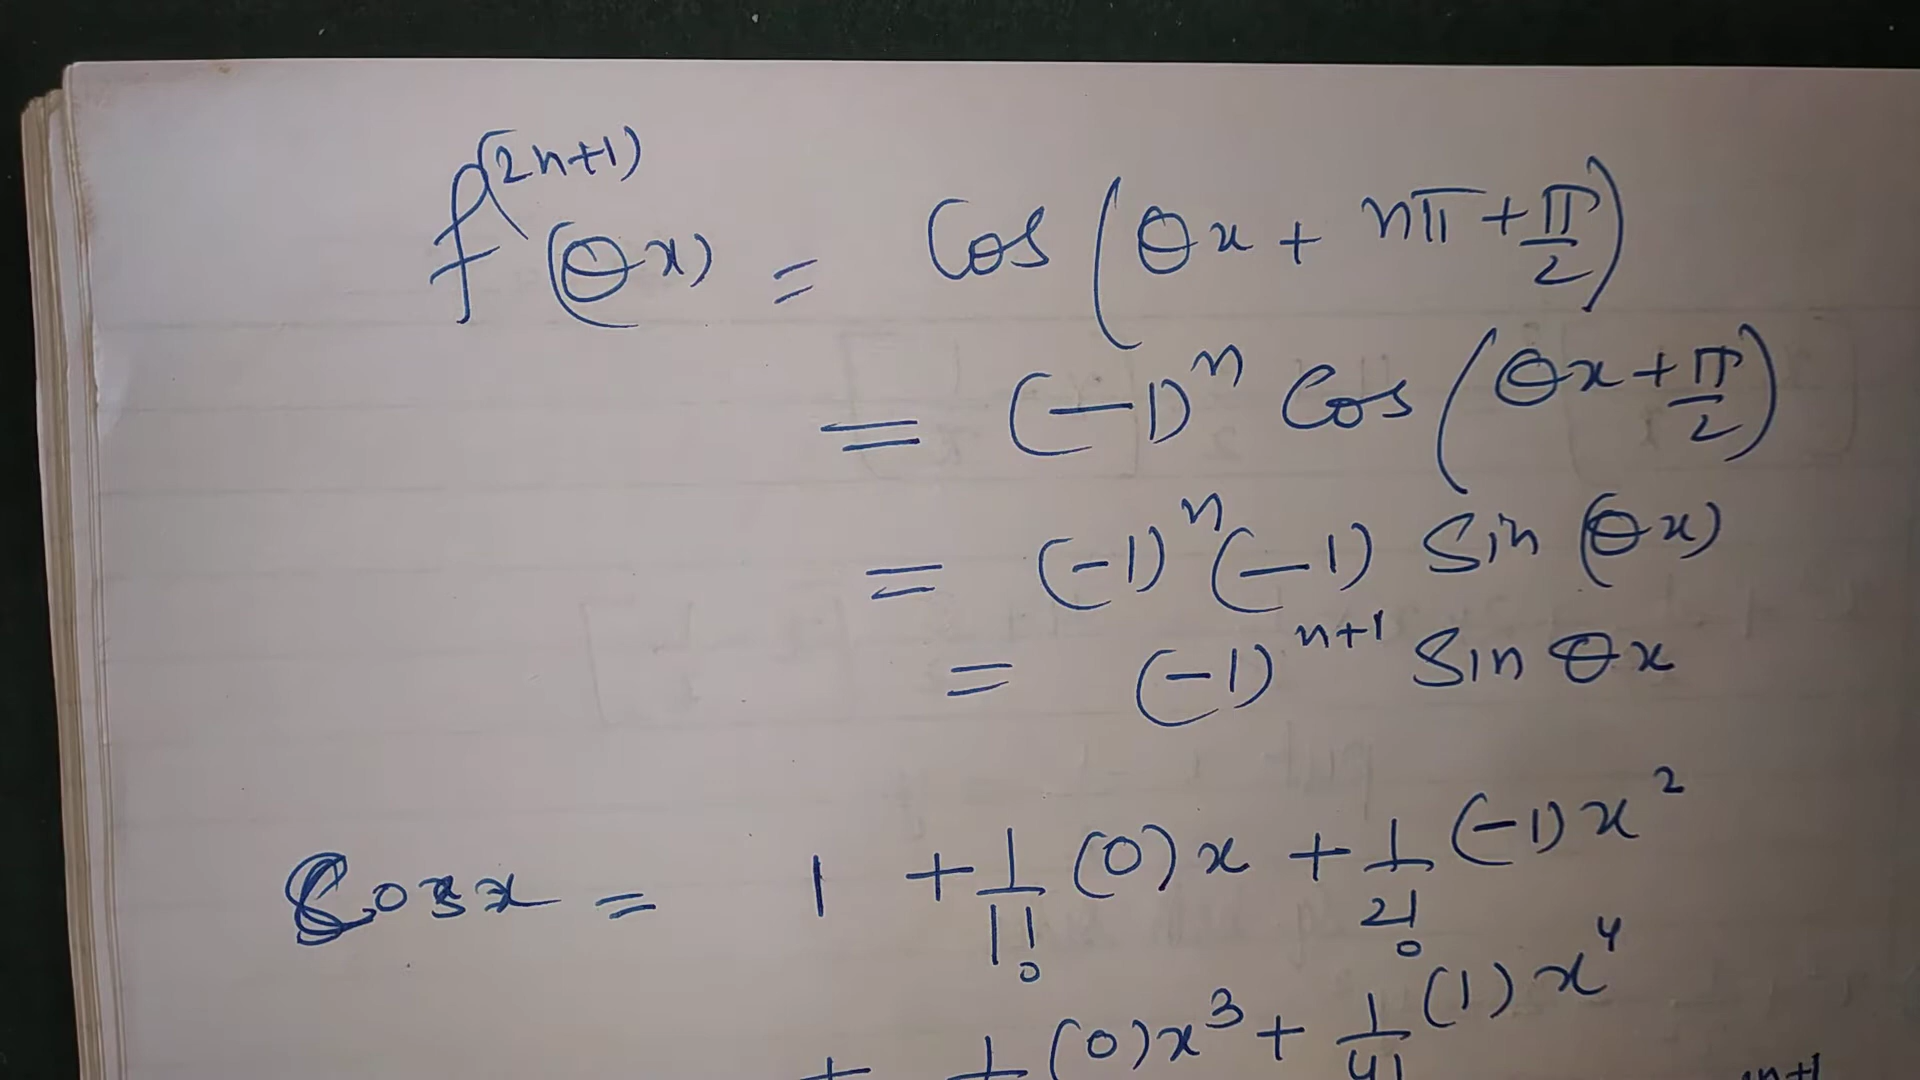 f^(2n+1) (θx) = Cos (θx + nπ + π/2)
= (-1)^n Cos (θx + π/2)
= (-1)^n (-1) Sin (θx)
= (-1)^n+1 Sin θx
Cos x = 1 + 1/1! (0) x + 1/2! (-1) x^2
+ 1 (0) x^3 + 1/4! (1) x^4